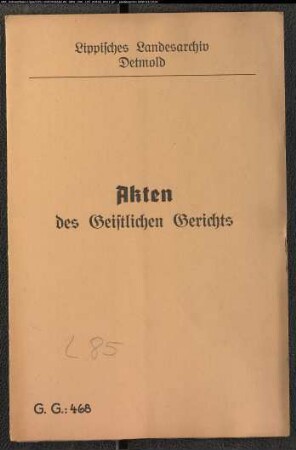 Lippisches Landesarchiv
Detmold
Akten
des Geistlichen Gerichts
L 85
G. G.: 468